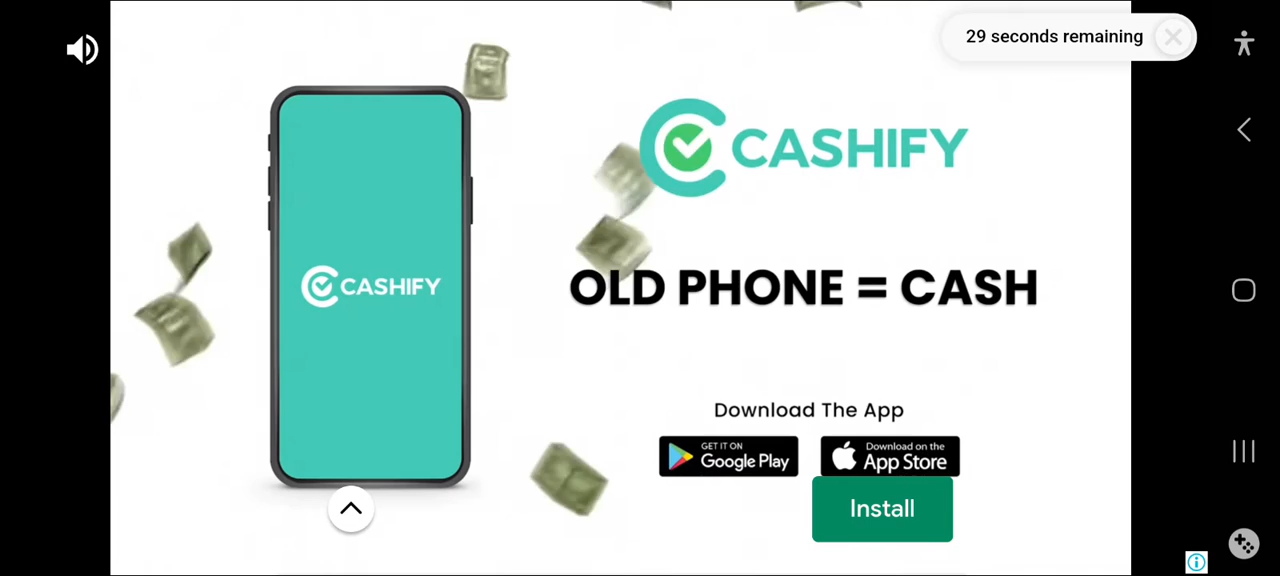 29 seconds remaining
CASHIFY
CASHIFY
OLD PHONE = CASH
Download The App
GET IT ON
Google Play
Download on the
App Store
Install